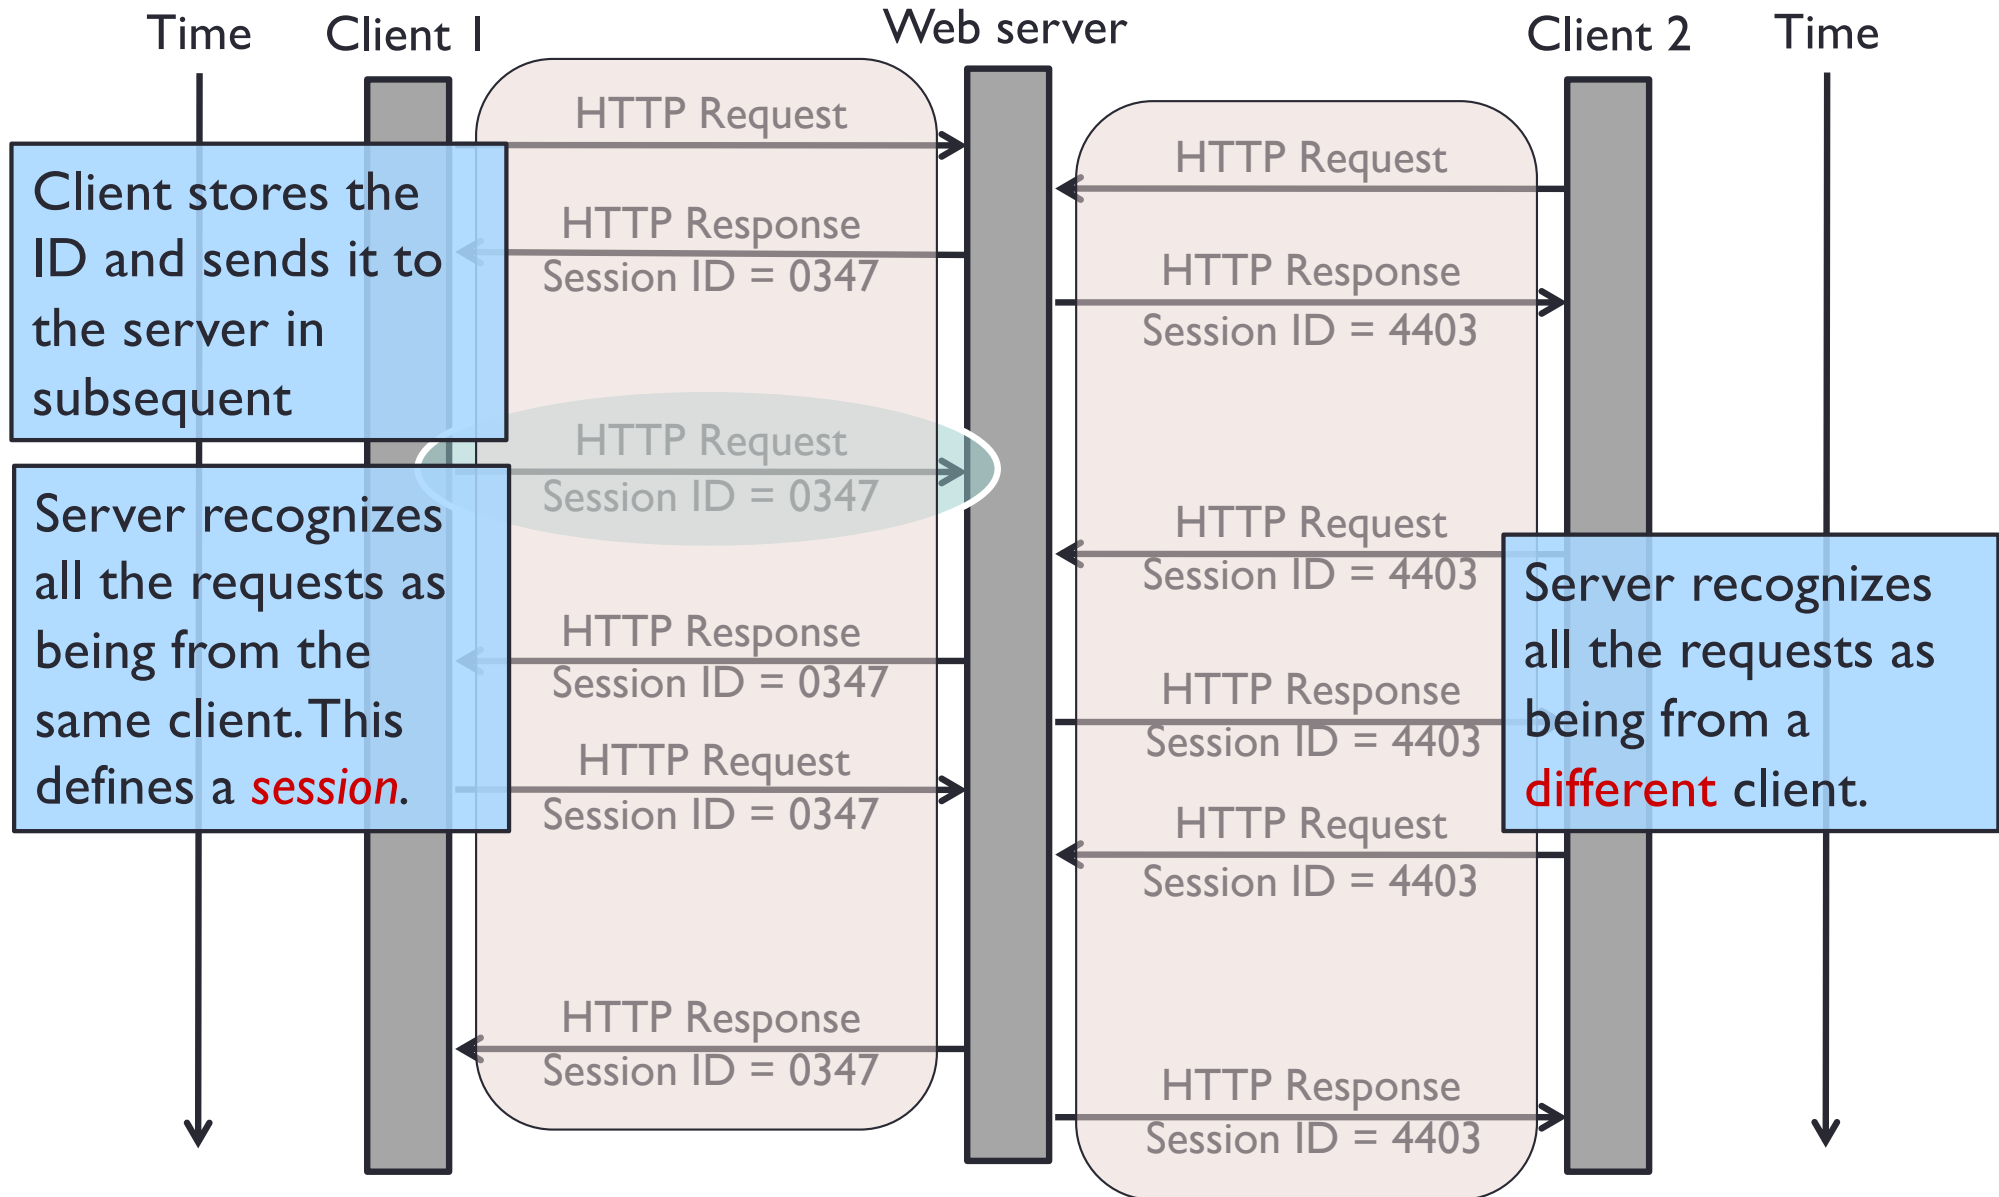 Time
Client 1
Web server
Client 2
Time
HTTP Request
HTTP Request
Client stores the
ID and sends it to
the server in
subsequent
HTTP Response
Session ID = 0347
HTTP Response
Session ID = 4403
HTTP Request
Session ID = 0347
Server recognizes
all the requests as
being from the
same client. This
defines a session.
HTTP Request
Session ID = 4403
Server recognizes
all the requests as
being from a
different client.
HTTP Response
Session ID = 0347
HTTP Response
Session ID = 4403
HTTP Request
Session ID = 0347
HTTP Request
Session ID = 4403
HTTP Response
Session ID = 0347
HTTP Response
Session ID = 4403